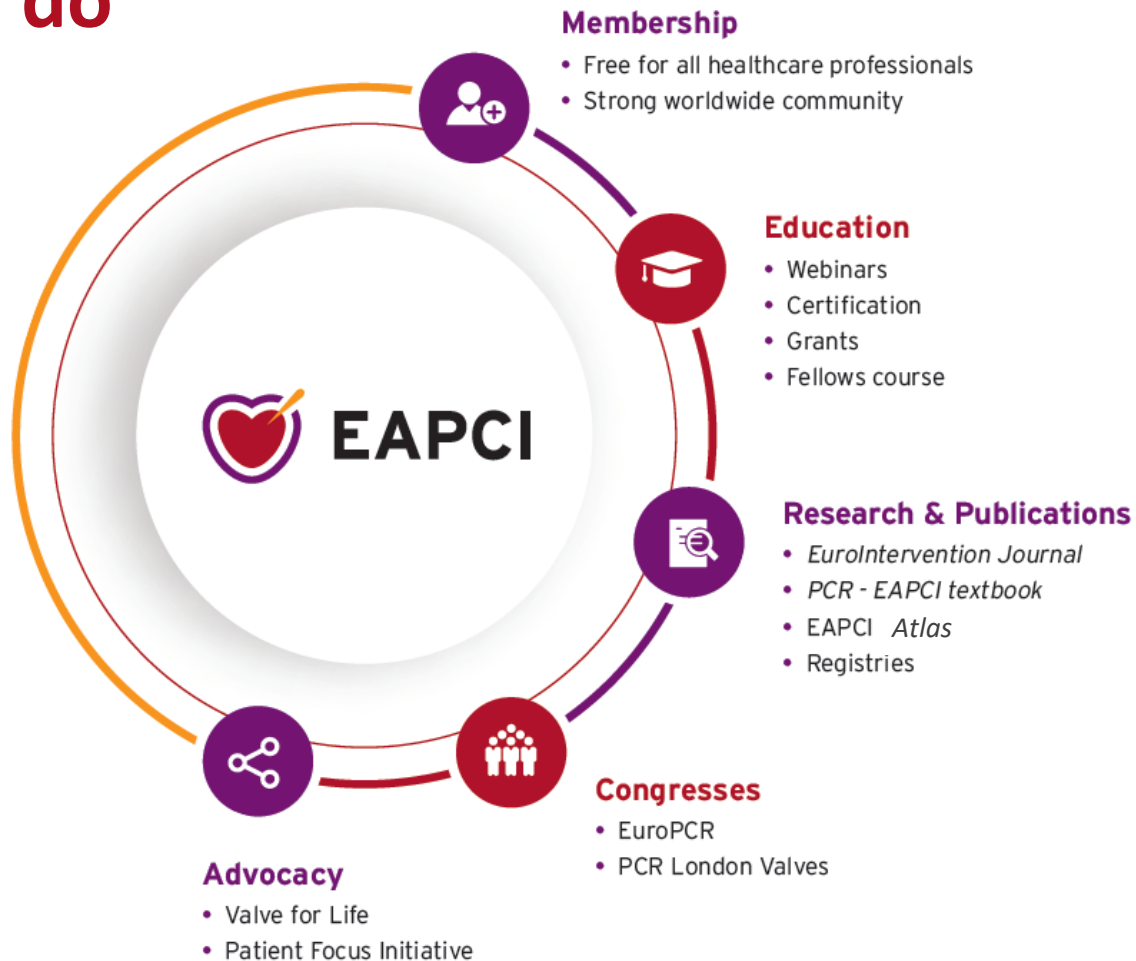 do
Membership
• Free for all healthcare professionals
• Strong worldwide community
Education
• Webinars
• Certification
• Grants
• Fellows course
EAPCI
Research & Publications
• EuroIntervention Journal
• PCR - EAPCI textbook
• EAPCI Atlas
• Registries
Congresses
• EuroPCR
• PCR London Valves
Advocacy
• Valve for Life
• Patient Focus Initiative